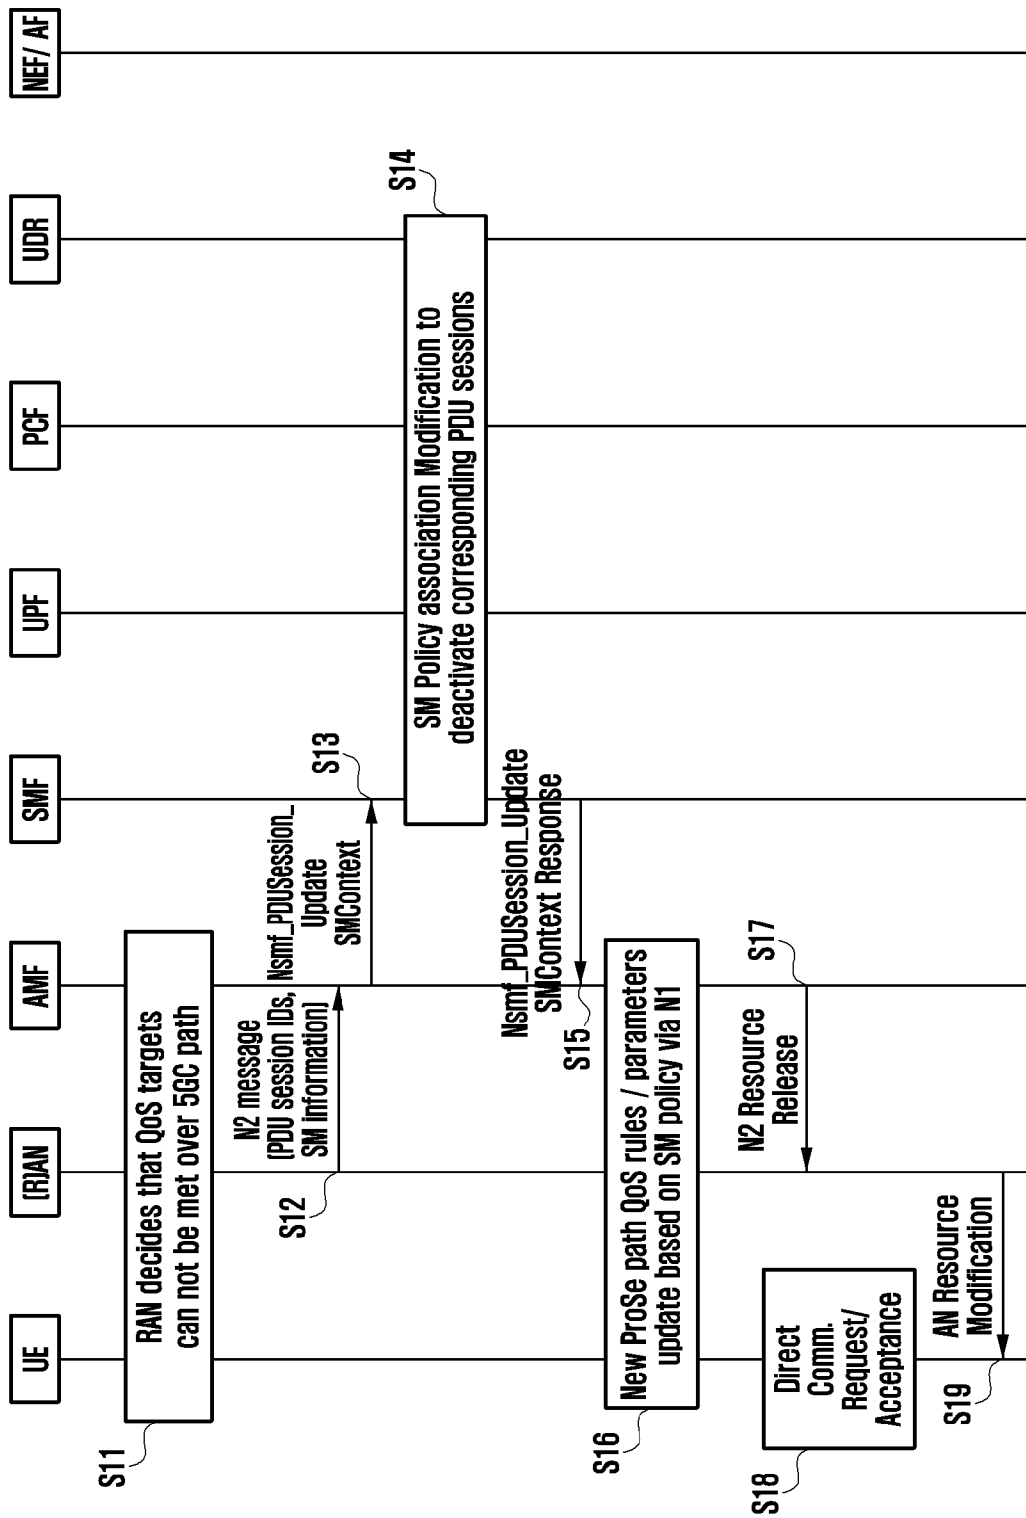 UE
(R)AN
AMF
SMF
UPF
PCF
UDR
NEF/ AF
S11
RAN decides that QoS targets
can not be met over 5GC path
S12
N2 message
(PDU session IDs,
SM information)
S13
Nsmf_PDUSession_
Update
SMContext
S14
SM Policy association Modification to
deactivate corresponding PDU sessions
S15
Nsmf_PDUSession_Update
SMContext Response
S16
New ProSe path QoS rules / parameters
update based on SM policy via N1
S17
N2 Resource
Release
S18
Direct
Comm.
Request/
Acceptance
S19
AN Resource
Modification